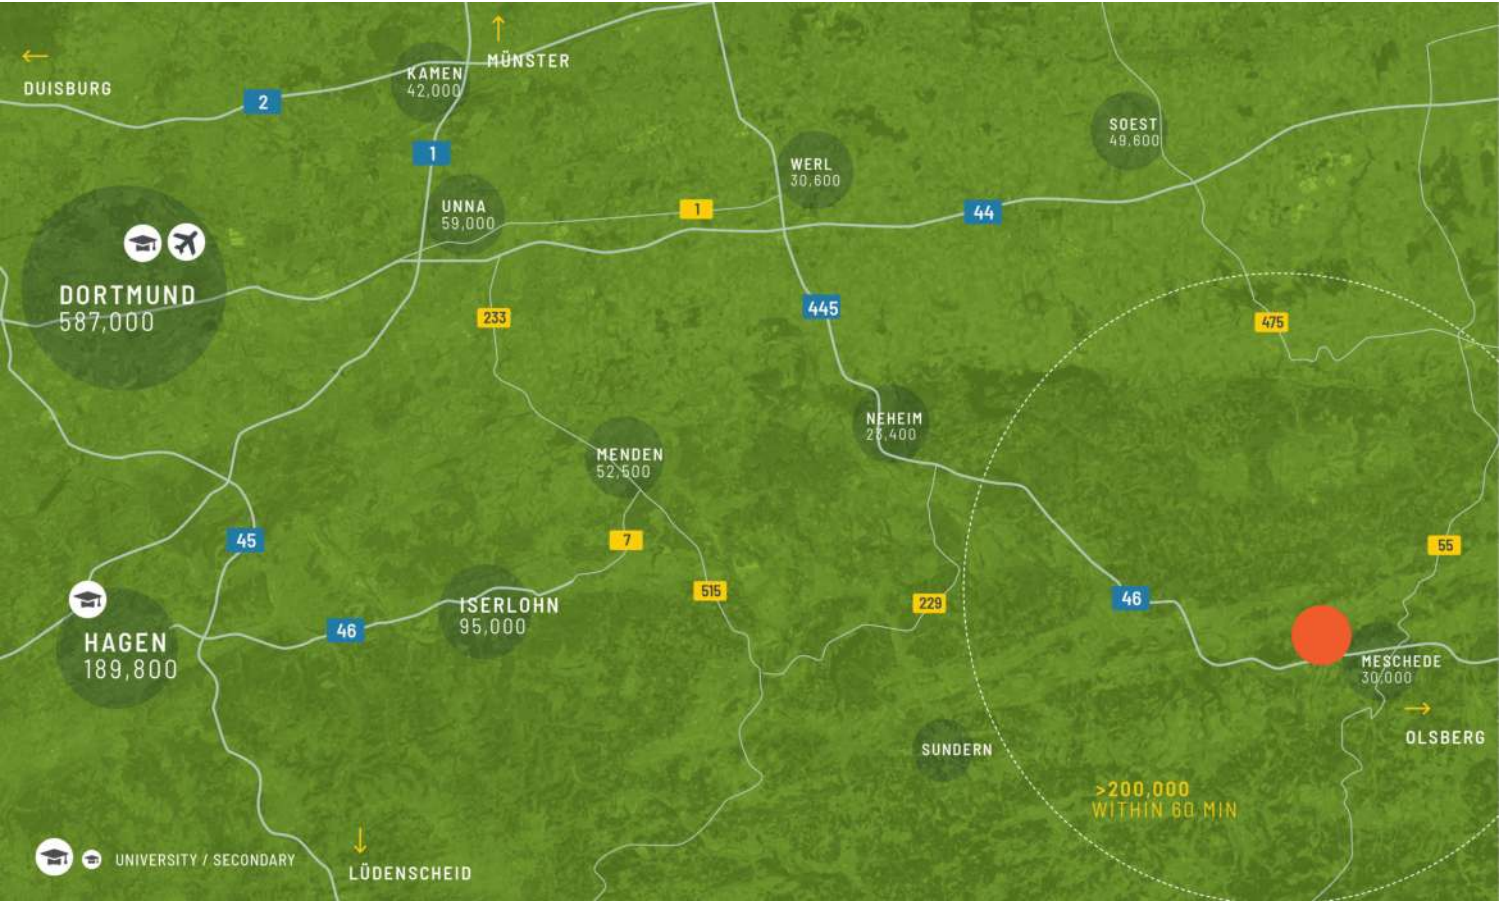 MÜNSTER
KAMEN
42,000
DUISBURG
2
1
SOEST
49,600
WERL
30,600
UNNA
59,000
1
44
DORTMUND
587,000
233
445
475
NEHEIM
23,400
MENDEN
52,500
45
7
55
515
229
46
ISERLOHN
95,000
46
HAGEN
189,800
MESCHEDE
30,000
OLSBERG
SUNDERN
>200,000
WITHIN 60 MIN
UNIVERSITY / SECONDARY
LÜDENSCHEID